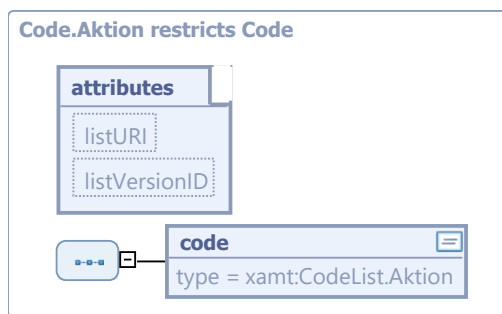 Code.Aktion restricts Code
attributes
listURI
listVersionID
code
type = xamt:CodeList.Aktion